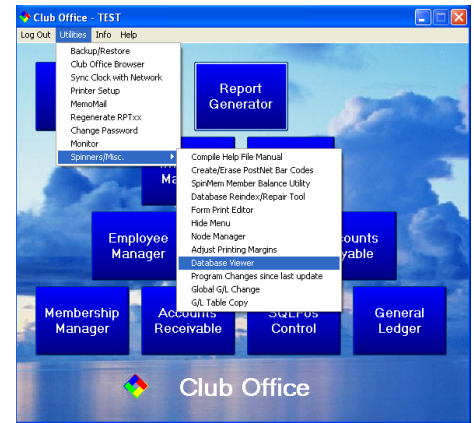 Club Office - TEST
Log Out Utilities Info Help
Backup/Restore
Club Office Browser
Sync Clock with Network
Printer Setup
MemoMail
Regenerate RPTxx
Change Password
Monitor
Spinners/Misc.
Report
Generator
Compile Help File Manual
Create/Erase PostNet Bar Codes
SpinMem Member Balance Utility
Database Reindex/Repair Tool
Form Print Editor
Hide Menu
Node Manager
Adjust Printing Margins
Database Viewer
Program Changes since last update
Global G/L Change
G/L Table Copy
Ma
Employee
Manager
ounts
yable
Membership
Manager
Accounts
Receivable
SQLPos
Control
General
Ledger
Club Office